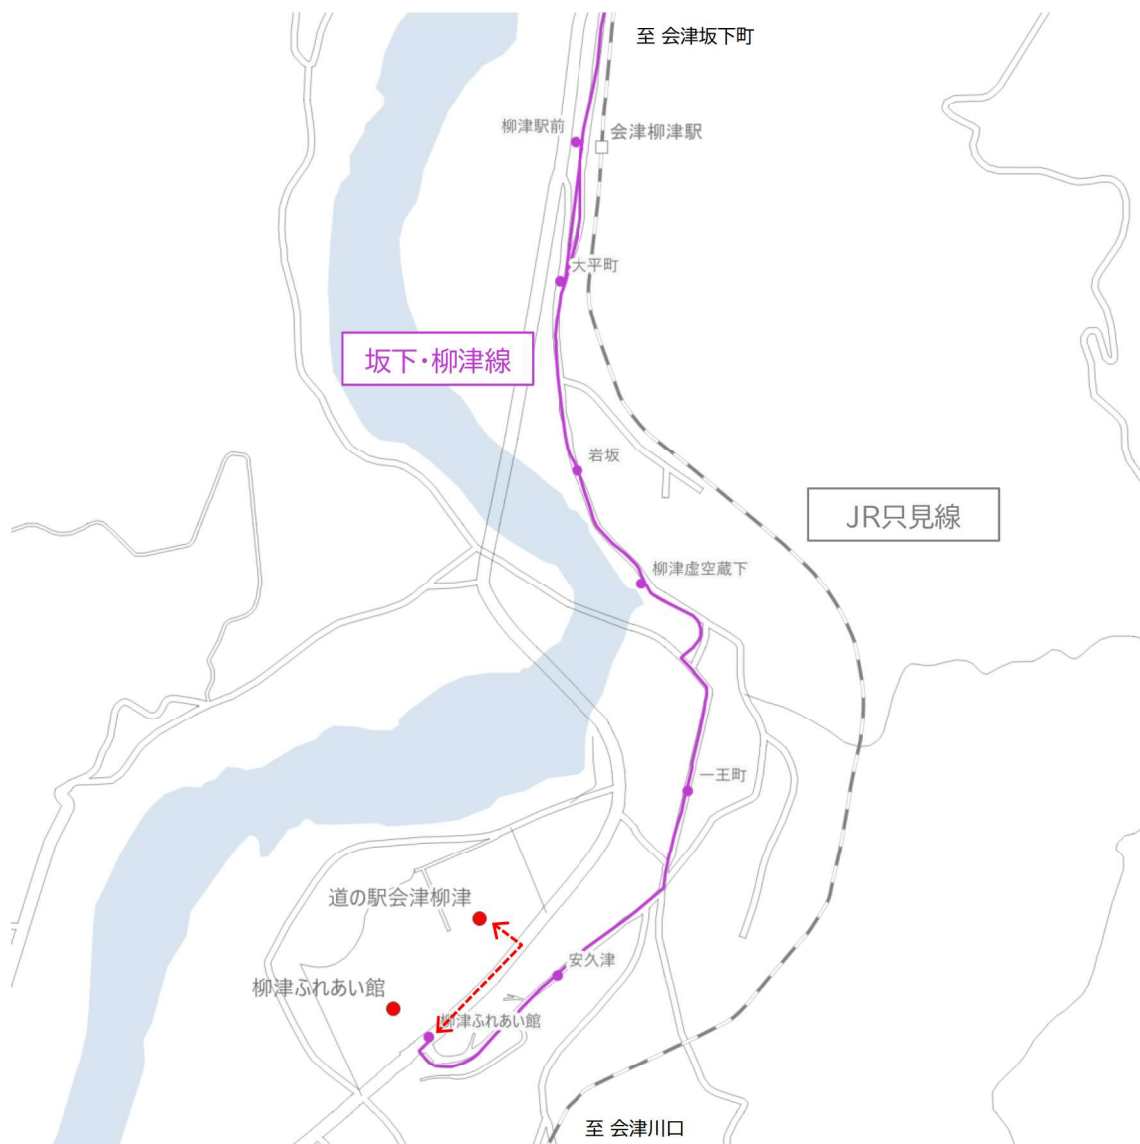 至 会津坂下町
柳津駅前
会津柳津駅
大平町
坂下・柳津線
岩坂
JR只見線
柳津虚空蔵下
一王町
道の駅会津柳津
安久津
柳津ふれあい館
柳津ふれあい館
至 会津川口